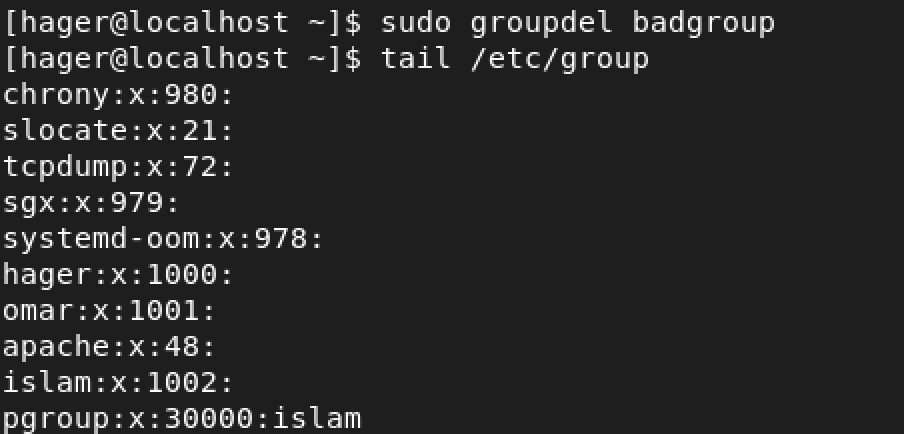 [hager@localhost ~]$ sudo groupdel badgroup
[hager@localhost ~]$ tail /etc/group
chrony:x:980:
slocate:x:21:
tcpdump:x:72:
sgx:x:979:
systemd-oom:x:978:
hager:x:1000:
omar:x:1001:
apache:x:48:
islam:x:1002:
pgroup:x:30000:islam